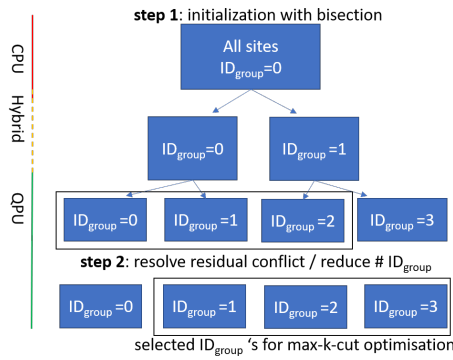 step 1: initialization with bisection
All sites
IDgroup=0
CPU
Hybrid
QPU
IDgroup=0
IDgroup =1
IDgroup=0
IDgroup =1
IDgroup =2
IDgroup =3
step 2: resolve residual conflict / reduce # IDgroup
IDgroup=0
IDgroup =1
IDgroup =2
IDgroup =3
selected IDgroup 's for max-k-cut optimisation